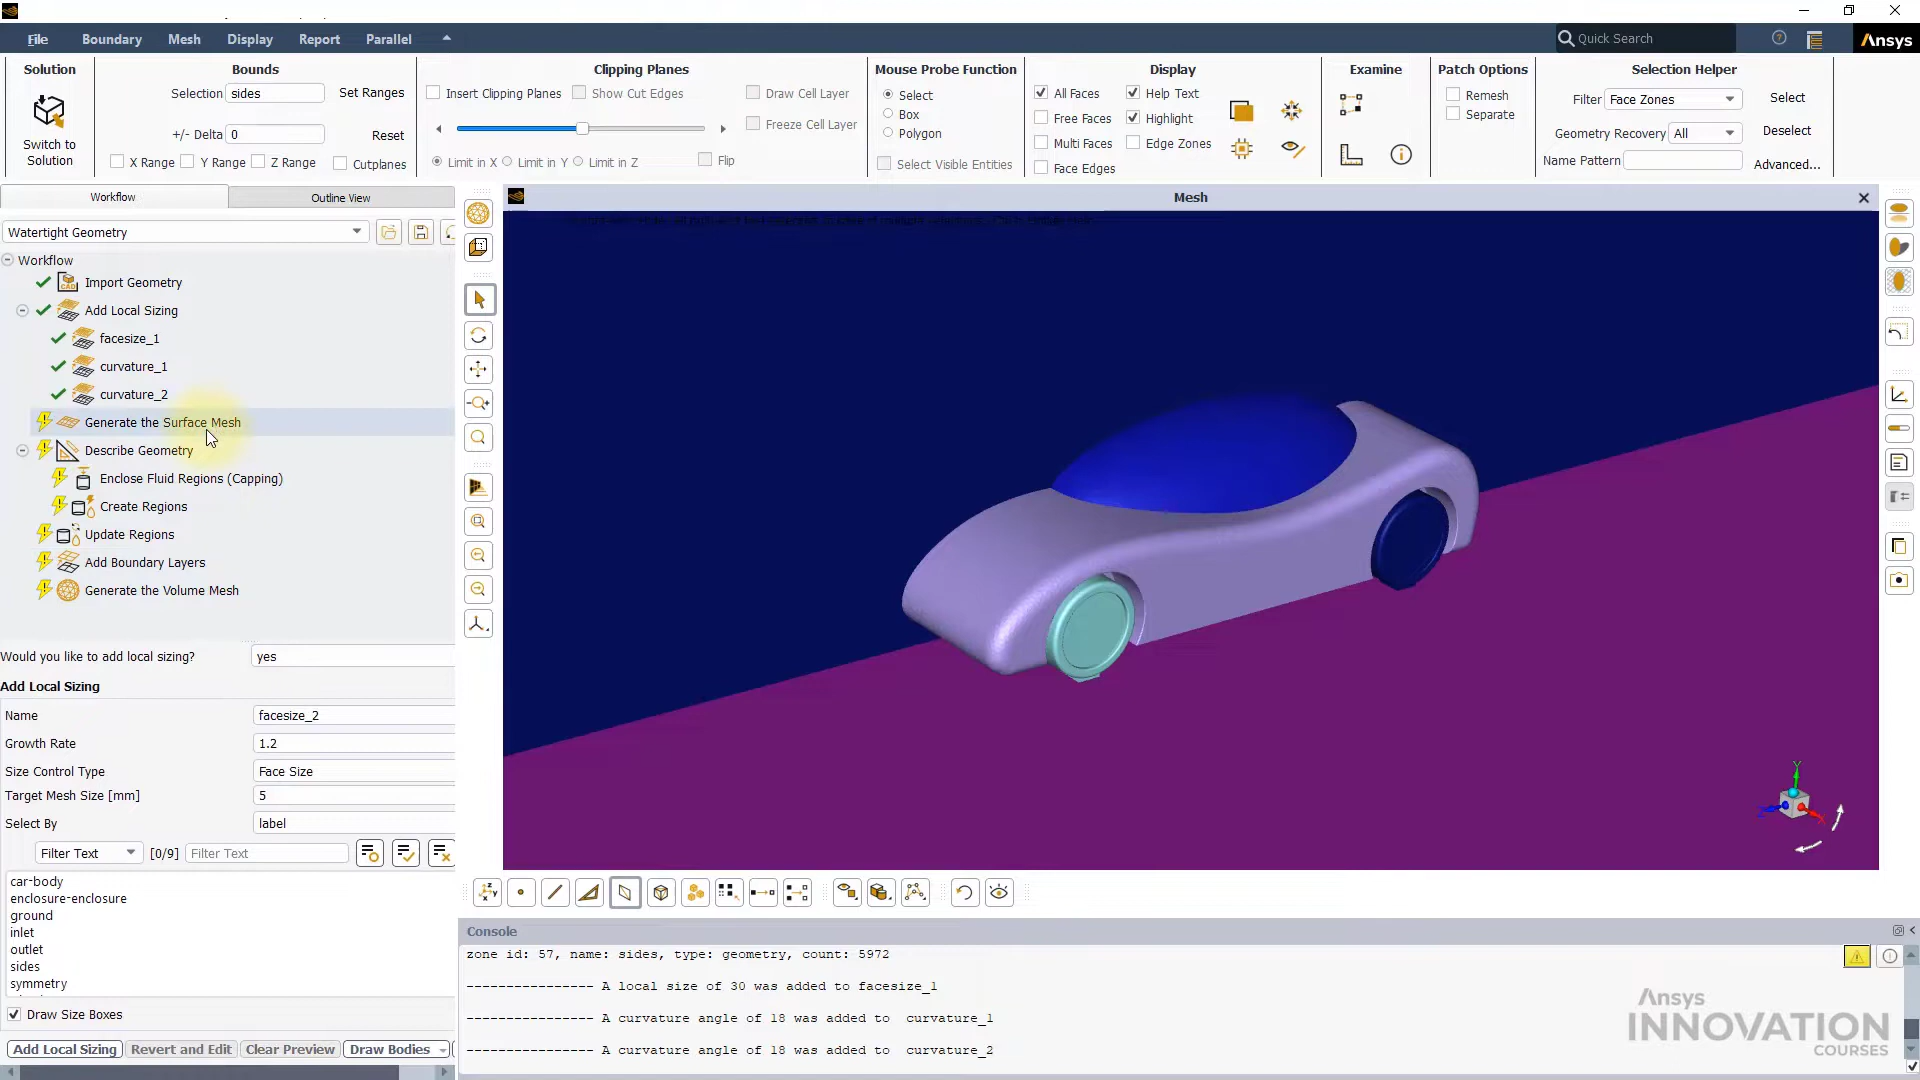 File Boundary Mesh Display Report Parallel Quick Search Ansys
Solution Bounds Clipping Planes Mouse Probe Function Display Examine Patch Options Selection Helper
Switch to Solution
Selection sides Set Ranges
+/- Delta 0 Reset
X Range Y Range Z Range Cutplanes
Insert Clipping Planes Show Cut Edges Draw Cell Layer
Freeze Cell Layer
Limit in X Limit in Y Limit in Z Flip
Select
Box
Polygon
Select Visible Entities
All Faces Help Text
Free Faces Highlight
Multi Faces Edge Zones
Face Edges
Remesh
Separate
Filter Face Zones Select
Geometry Recovery All Deselect
Name Pattern Advanced...
Workflow Outline View Mesh
Watertight Geometry
Workflow
Import Geometry
Add Local Sizing
facesize_1
curvature_1
curvature_2
Generate the Surface Mesh
Describe Geometry
Enclose Fluid Regions (Capping)
Create Regions
Update Regions
Add Boundary Layers
Generate the Volume Mesh
Would you like to add local sizing? yes
Add Local Sizing
Name facesize_2
Growth Rate 1.2
Size Control Type Face Size
Target Mesh Size [mm] 5
Select By label
Filter Text [0/9] Filter Text
car-body
enclosure-enclosure
ground
inlet
outlet
sides
symmetry
Draw Size Boxes
Add Local Sizing Revert and Edit Clear Preview Draw Bodies
Y
X
Console
zone id: 57, name: sides, type: geometry, count: 5972
---------------- A local size of 30 was added to facesize_1
---------------- A curvature angle of 18 was added to  curvature_1
---------------- A curvature angle of 18 was added to  curvature_2
Ansys
INNOVATION
COURSES